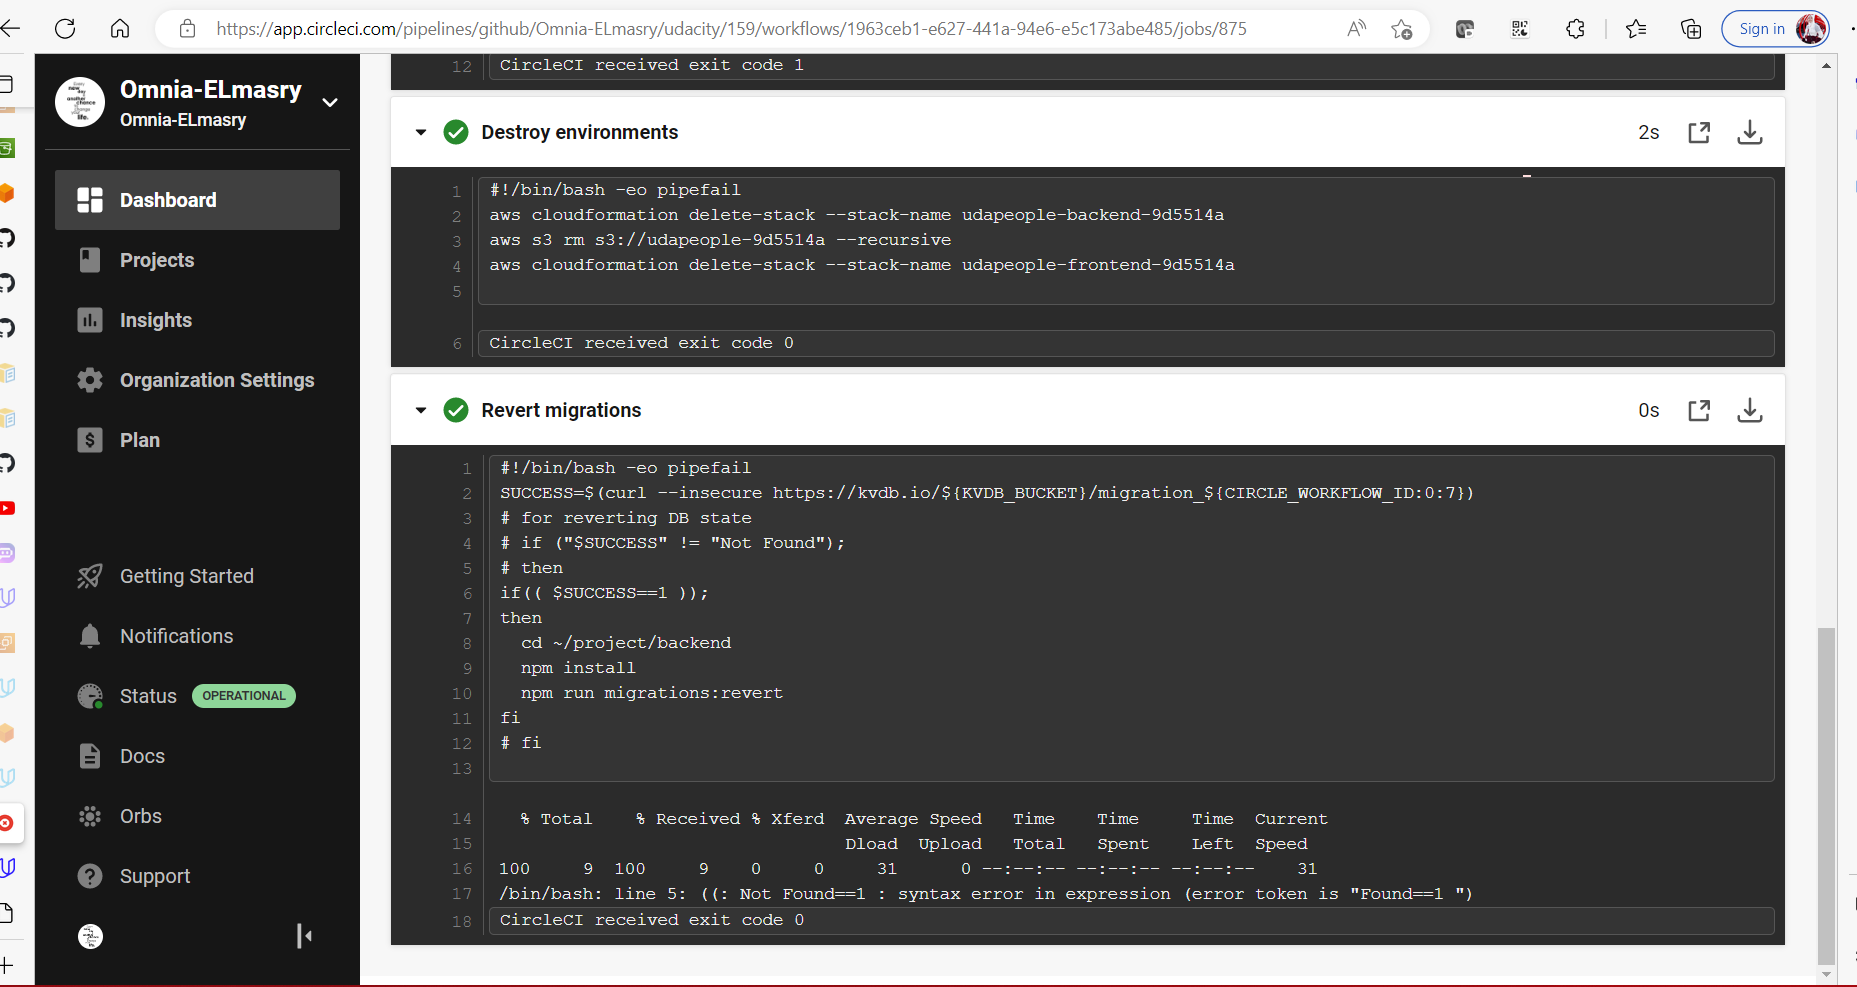 https://app.circleci.com/pipelines/github/Omnia-ELmasry/udacity/159/workflows/1963ceb1-e627-441a-94e6-e5c173abe485/jobs/875
Sign in
Omnia-ELmasry
Omnia-ELmasry
Dashboard
Projects
Insights
Organization Settings
Plan
Getting Started
Notifications
Status OPERATIONAL
Docs
Orbs
Support
12 CircleCI received exit code 1
Destroy environments 2s
1 #!/bin/bash -eo pipefail
2 aws cloudformation delete-stack --stack-name udapeople-backend-9d5514a
3 aws s3 rm s3://udapeople-9d5514a --recursive
4 aws cloudformation delete-stack --stack-name udapeople-frontend-9d5514a
5
6 CircleCI received exit code 0
Revert migrations 0s
1 #!/bin/bash -eo pipefail
2 SUCCESS=$(curl --insecure https://kvdb.io/${KVDB_BUCKET}/migration_${CIRCLE_WORKFLOW_ID:0:7})
3 # for reverting DB state
4 # if ("$SUCCESS" != "Not Found");
5 # then
6 if(( $SUCCESS==1 ));
7 then
8 cd ~/project/backend
9 npm install
10 npm run migrations:revert
11 fi
12 # fi
13
14 % Total % Received % Xferd Average Speed Time Time Time Current
15 Dload Upload Total Spent Left Speed
16 100 9 100 9 0 0 31 0 --:--:-- --:--:-- --:--:-- 31
17 /bin/bash: line 5: ((: Not Found==1 : syntax error in expression (error token is "Found==1 ")
18 CircleCI received exit code 0